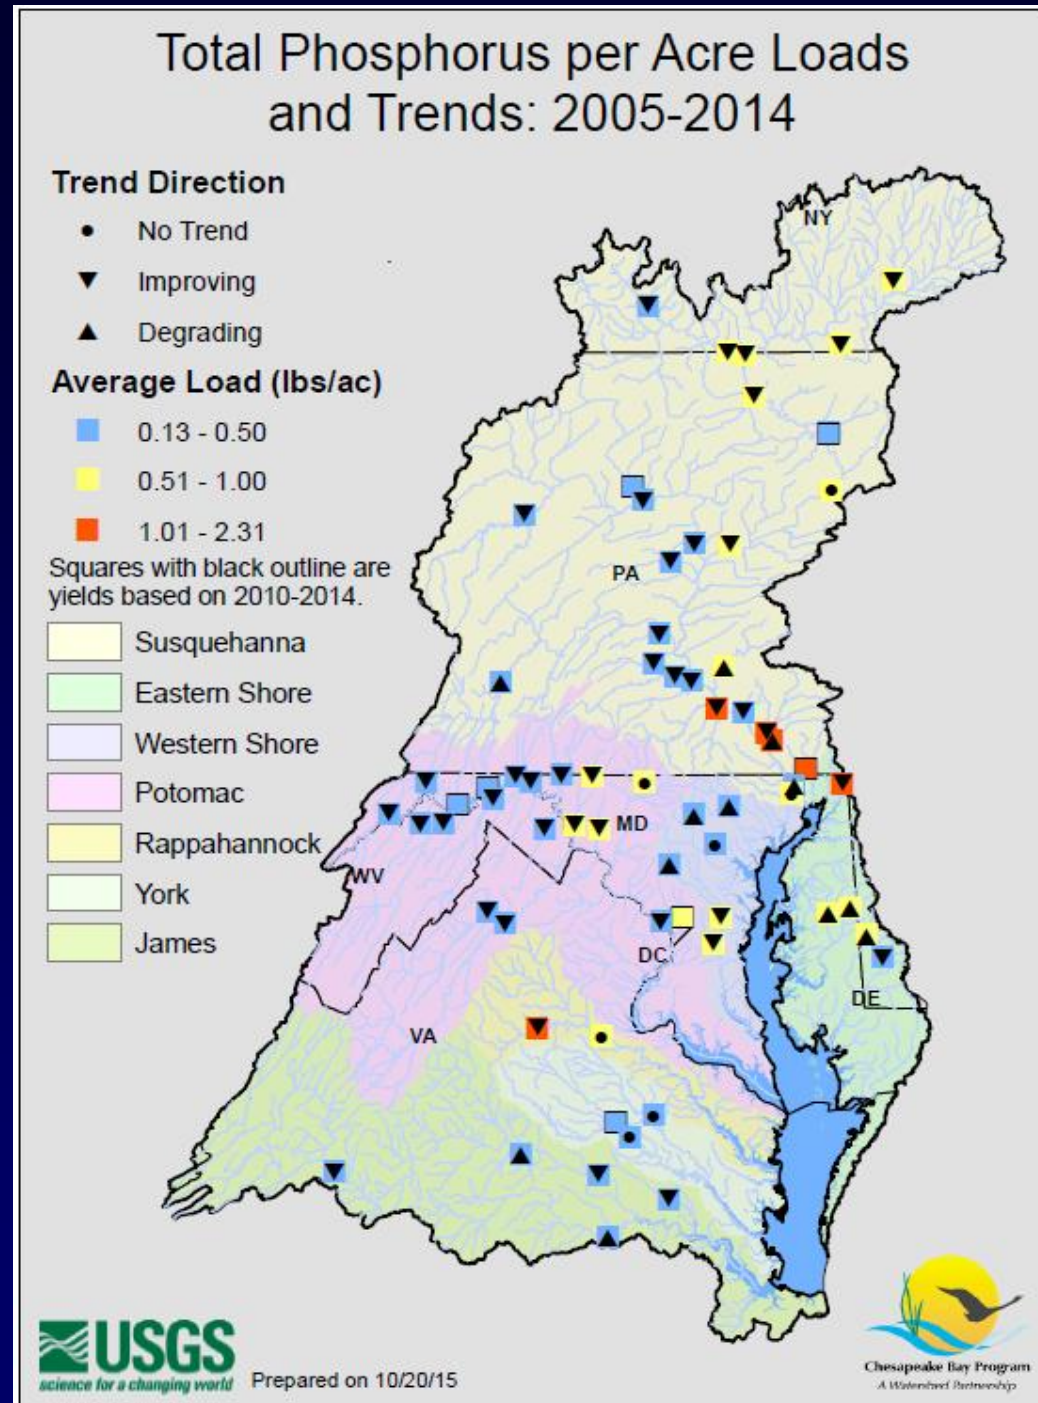 Total Phosphorus per Acre Loads
and Trends: 2005-2014
Trend Direction
No Trend
Improving
Degrading
Average Load (lbs/ac)
0.13 - 0.50
0.51 - 1.00
1.01 - 2.31
Squares with black outline are
yields based on 2010-2014.
Susquehanna
Eastern Shore
Western Shore
Potomac
Rappahannock
York
James
NY
PA
MD
WV
DC
DE
VA
USGS
science for a changing world
Prepared on 10/20/15
Chesapeake Bay Program
A Watershed Partnership